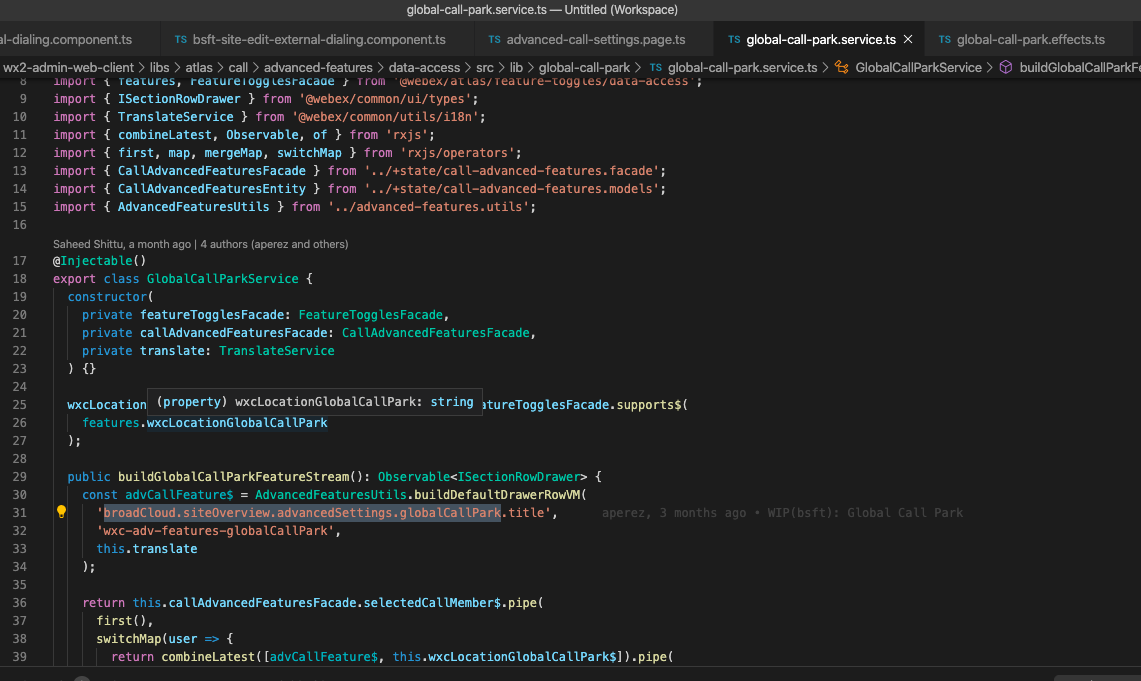 global-call-park.service.ts — Untitled (Workspace)
al-dialing.component.ts
TS bsft-site-edit-external-dialing.component.ts
TS advanced-call-settings.page.ts
TS global-call-park.service.ts ×
TS global-call-park.effects.ts
wx2-admin-web-client > libs > atlas > call > advanced-features > data-access > src > lib > global-call-park > TS global-call-park.service.ts > GlobalCallParkService > buildGlobalCallParkFe
8 import { features, FeatureTogglesFacade } from '@webex/atlas/feature-toggles/data-access';
9 import { ISectionRowDrawer } from '@webex/common/ui/types';
10 import { TranslateService } from '@webex/common/utils/i18n';
11 import { combineLatest, Observable, of } from 'rxjs';
12 import { first, map, mergeMap, switchMap } from 'rxjs/operators';
13 import { CallAdvancedFeaturesFacade } from '../+state/call-advanced-features.facade';
14 import { CallAdvancedFeaturesEntity } from '../+state/call-advanced-features.models';
15 import { AdvancedFeaturesUtils } from '../advanced-features.utils';
16
Saheed Shittu, a month ago | 4 authors (aperez and others)
17 @Injectable()
18 export class GlobalCallParkService {
19 constructor(
20 private featureTogglesFacade: FeatureTogglesFacade,
21 private callAdvancedFeaturesFacade: CallAdvancedFeaturesFacade,
22 private translate: TranslateService
23 ) {}
24
(property) wxcLocationGlobalCallPark: string
25 wxcLocation atureTogglesFacade.supports$(
26 features.wxcLocationGlobalCallPark
27 );
28
29 public buildGlobalCallParkFeatureStream(): Observable<ISectionRowDrawer> {
30 const advCallFeature$ = AdvancedFeaturesUtils.buildDefaultDrawerRowVM(
31 'broadCloud.siteOverview.advancedSettings.globalCallPark.title', aperez, 3 months ago • WIP(bsft): Global Call Park
32 'wxc-adv-features-globalCallPark',
33 this.translate
34 );
35
36 return this.callAdvancedFeaturesFacade.selectedCallMember$.pipe(
37 first(),
38 switchMap(user => {
39 return combineLatest([advCallFeature$, this.wxcLocationGlobalCallPark$]).pipe(